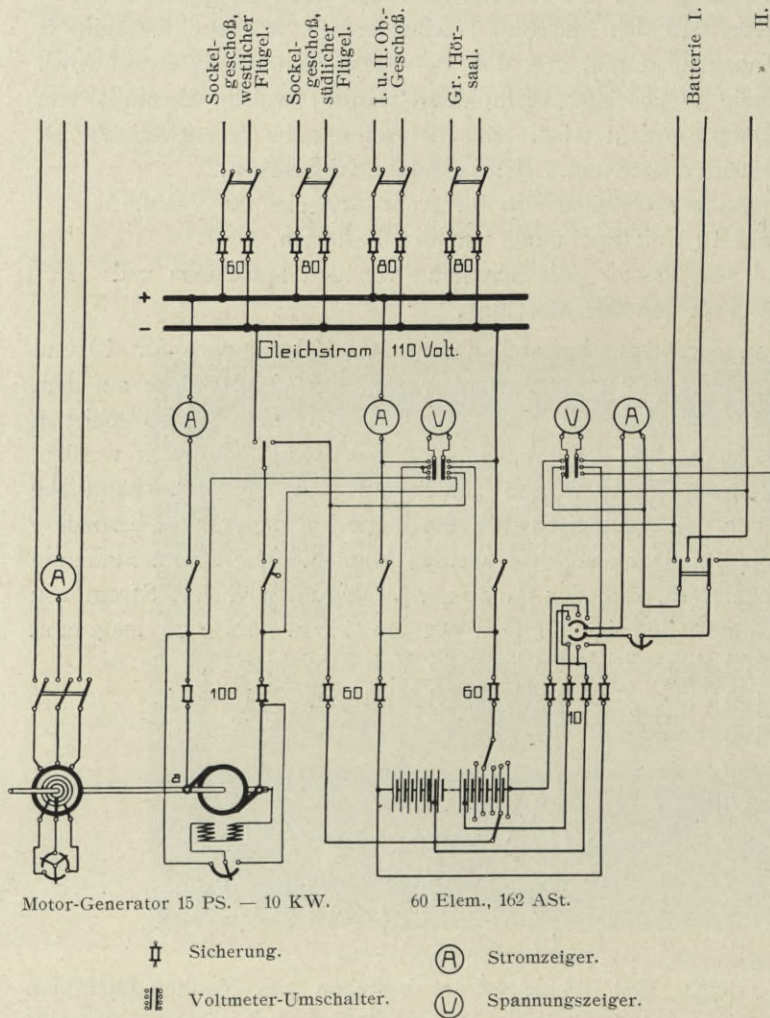 Sockel-
geschoß,
westlicher
Flügel.
Sockel-
geschoß,
südlicher
Flügel.
I. u. II. Ob.-
Geschoß.
Gr. Hör-
saal.
Batterie I.
II.
60
80
80
80
+
−
Gleichstrom 110 Volt.
A
A
V
V
A
A
100
60
60
10
a
Motor-Generator 15 PS. — 10 KW.
60 Elem., 162 ASt.
Sicherung.
A Stromzeiger.
Voltmeter-Umschalter.
V Spannungszeiger.